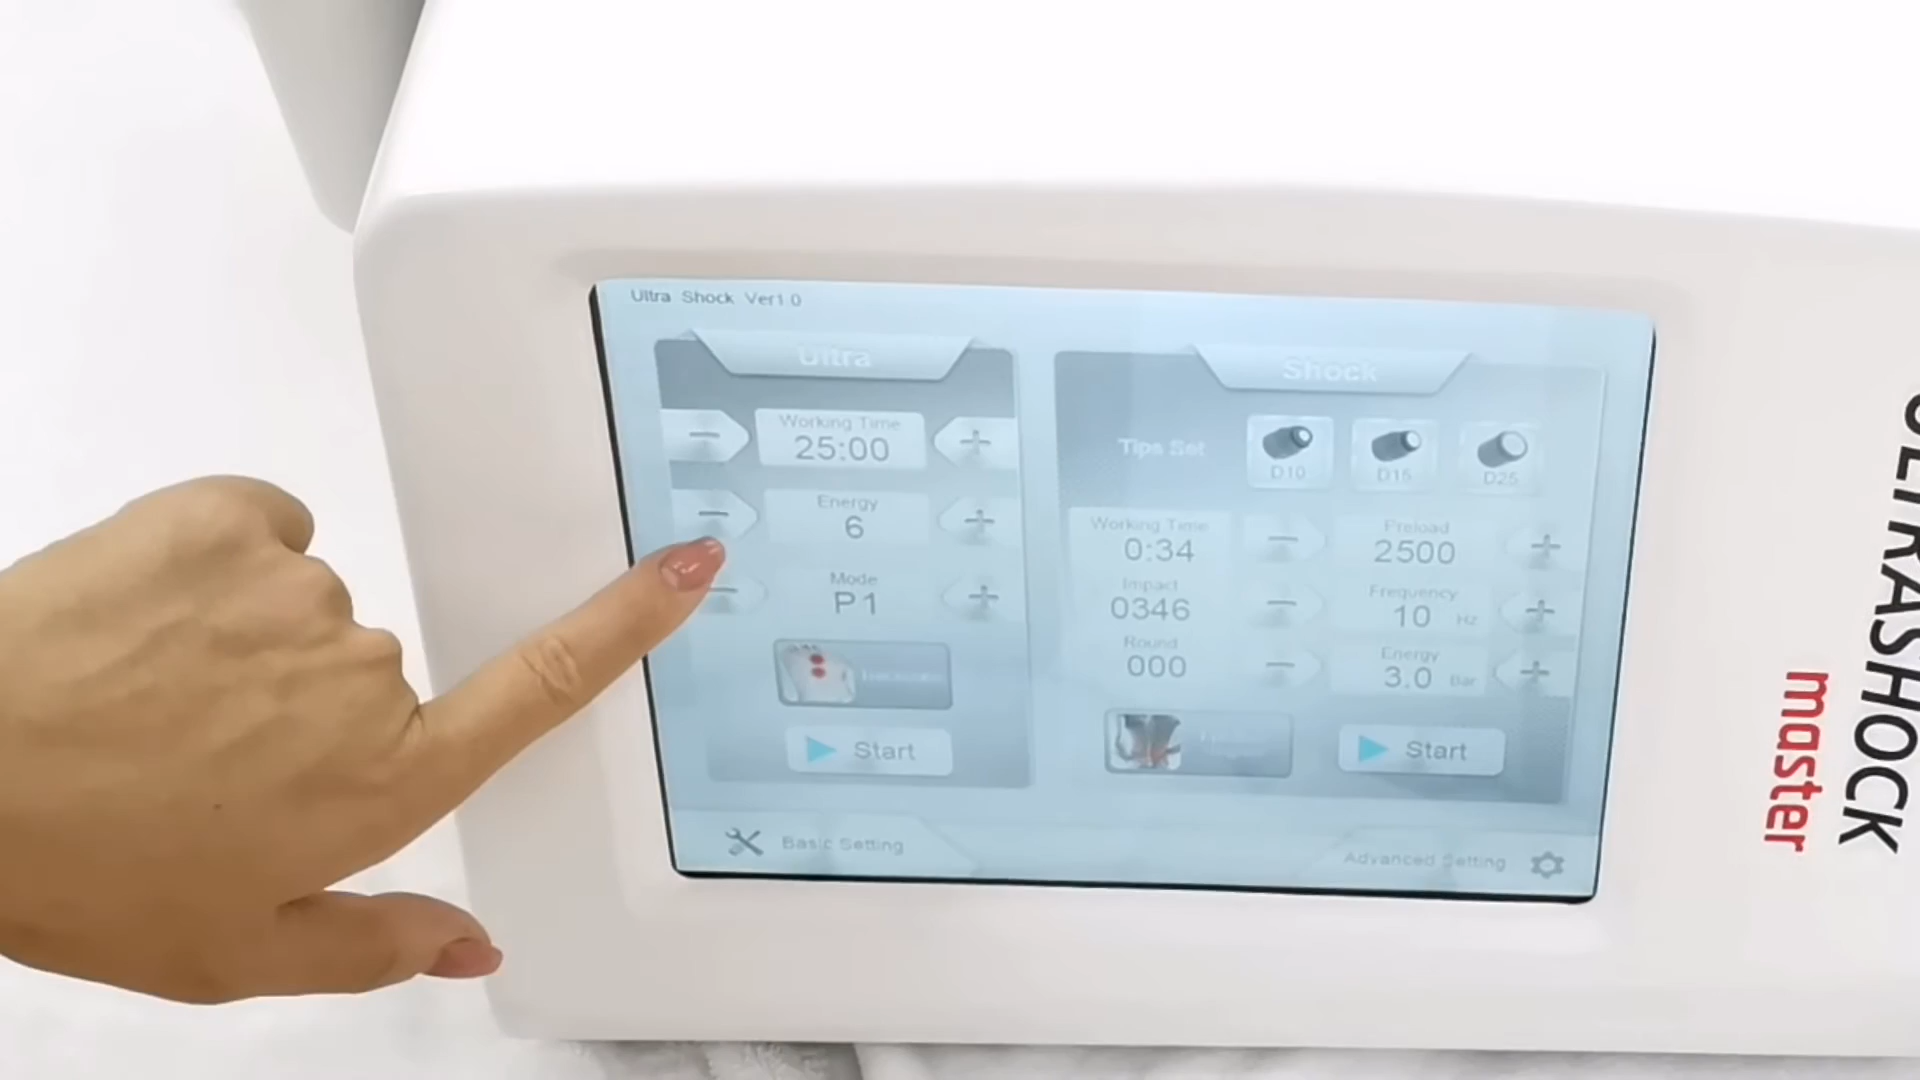 Ultra Shock Ver1.0
Ultra
Working Time
25:00
Energy
6
Mode
P1
Start
Shock
Tips Set
D10
D15
D25
Working Time
0:34
Preload
2500
Impact
0346
Frequency
10 Hz
Round
000
Energy
3.0 Bar
Start
Basic Setting
Advanced Setting
ULTRASHOCK
master